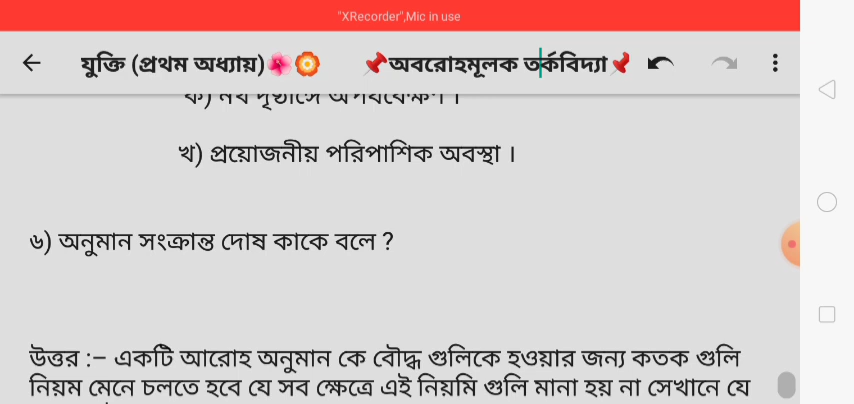 "XRecorder",Mic in use
যুক্তি (প্রথম অধ্যায়)🌺🏵️ 📌অবরোহমূলক তর্কবিদ্যা📌
খ) প্রয়োজনীয় পরিপাশিক অবস্থা ।
৬) অনুমান সংক্রান্ত দোষ কাকে বলে ?
উত্তর :– একটি আরোহ অনুমান কে বৌদ্ধ গুলিকে হওয়ার জন্য কতক গুলি
নিয়ম মেনে চলতে হবে যে সব ক্ষেত্রে এই নিয়মি গুলি মানা হয় না সেখানে যে